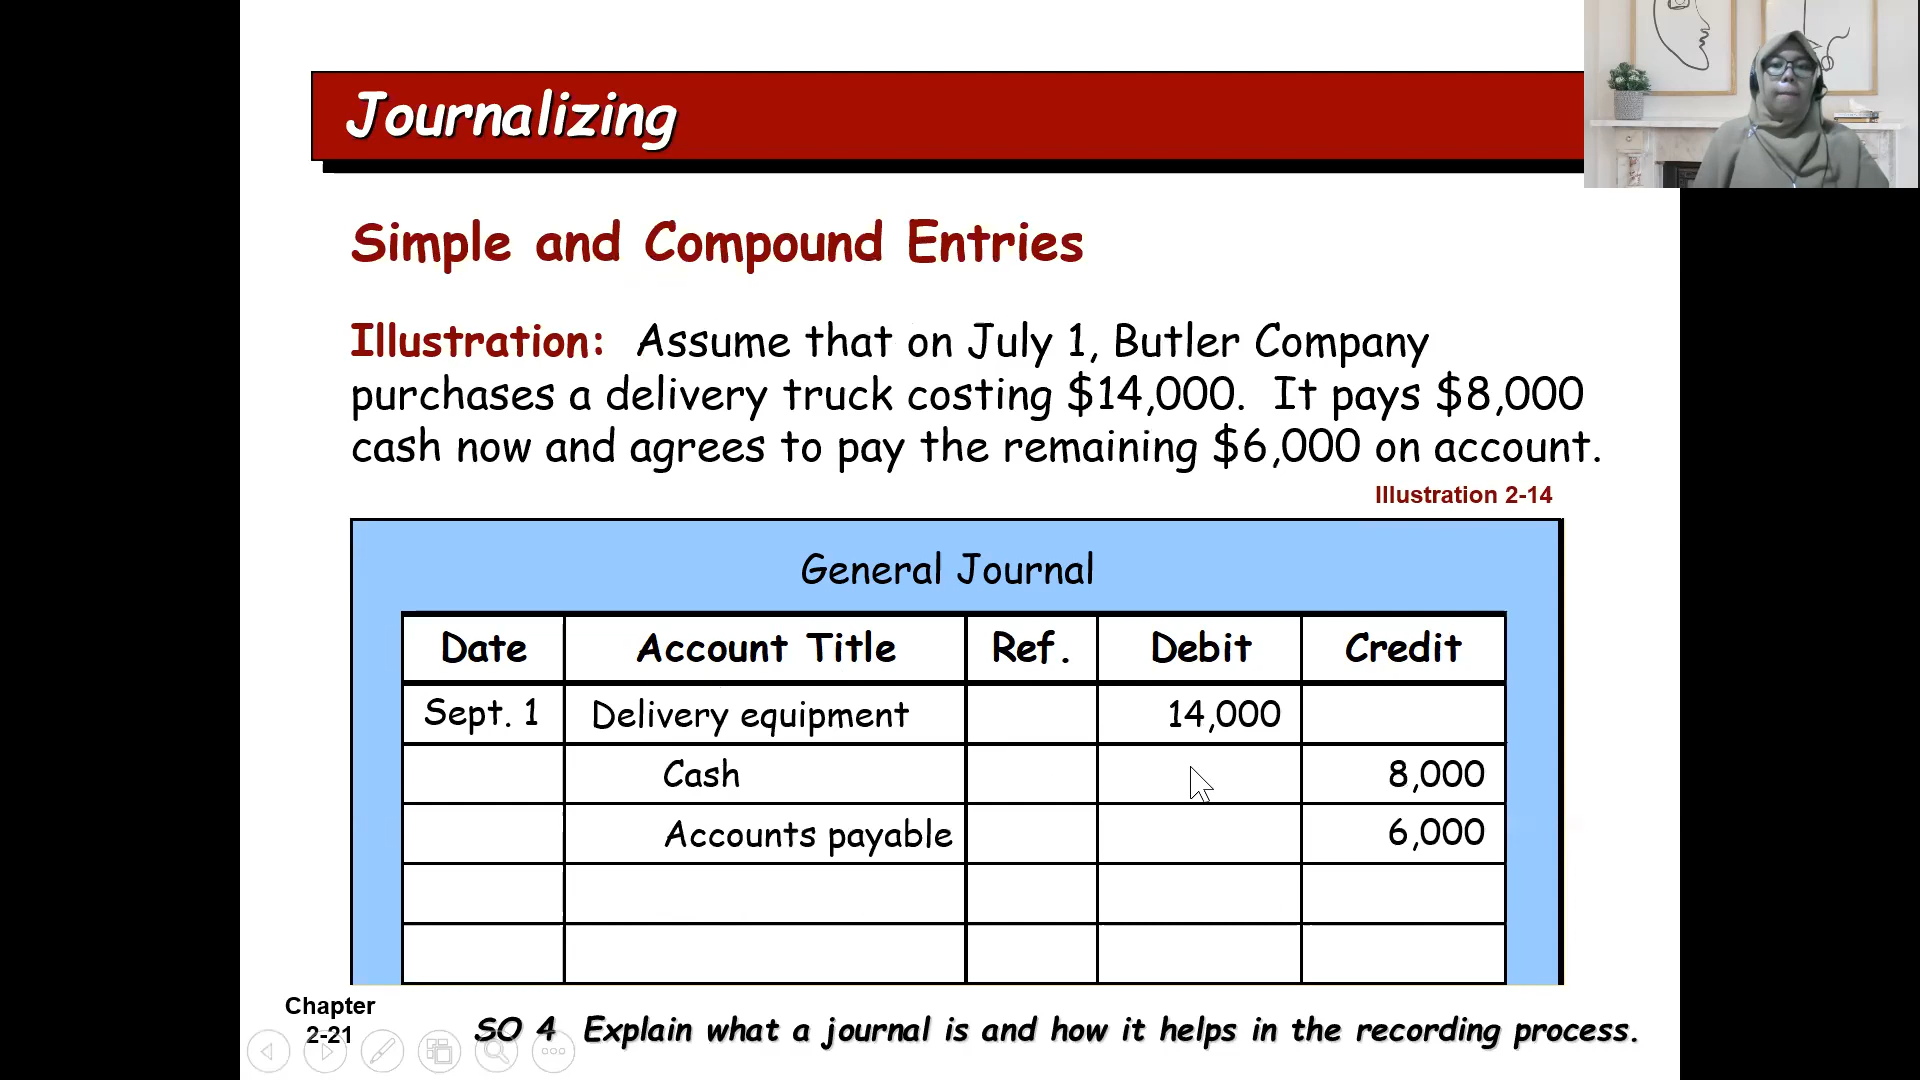 Journalizing
Simple and Compound Entries
Illustration: Assume that on July 1, Butler Company
purchases a delivery truck costing $14,000. It pays $8,000
cash now and agrees to pay the remaining $6,000 on account.
Illustration 2-14
General Journal
Date Account Title Ref. Debit Credit
Sept. 1 Delivery equipment 14,000
Cash 8,000
Accounts payable 6,000
Chapter
2-21
SO 4 Explain what a journal is and how it helps in the recording process.